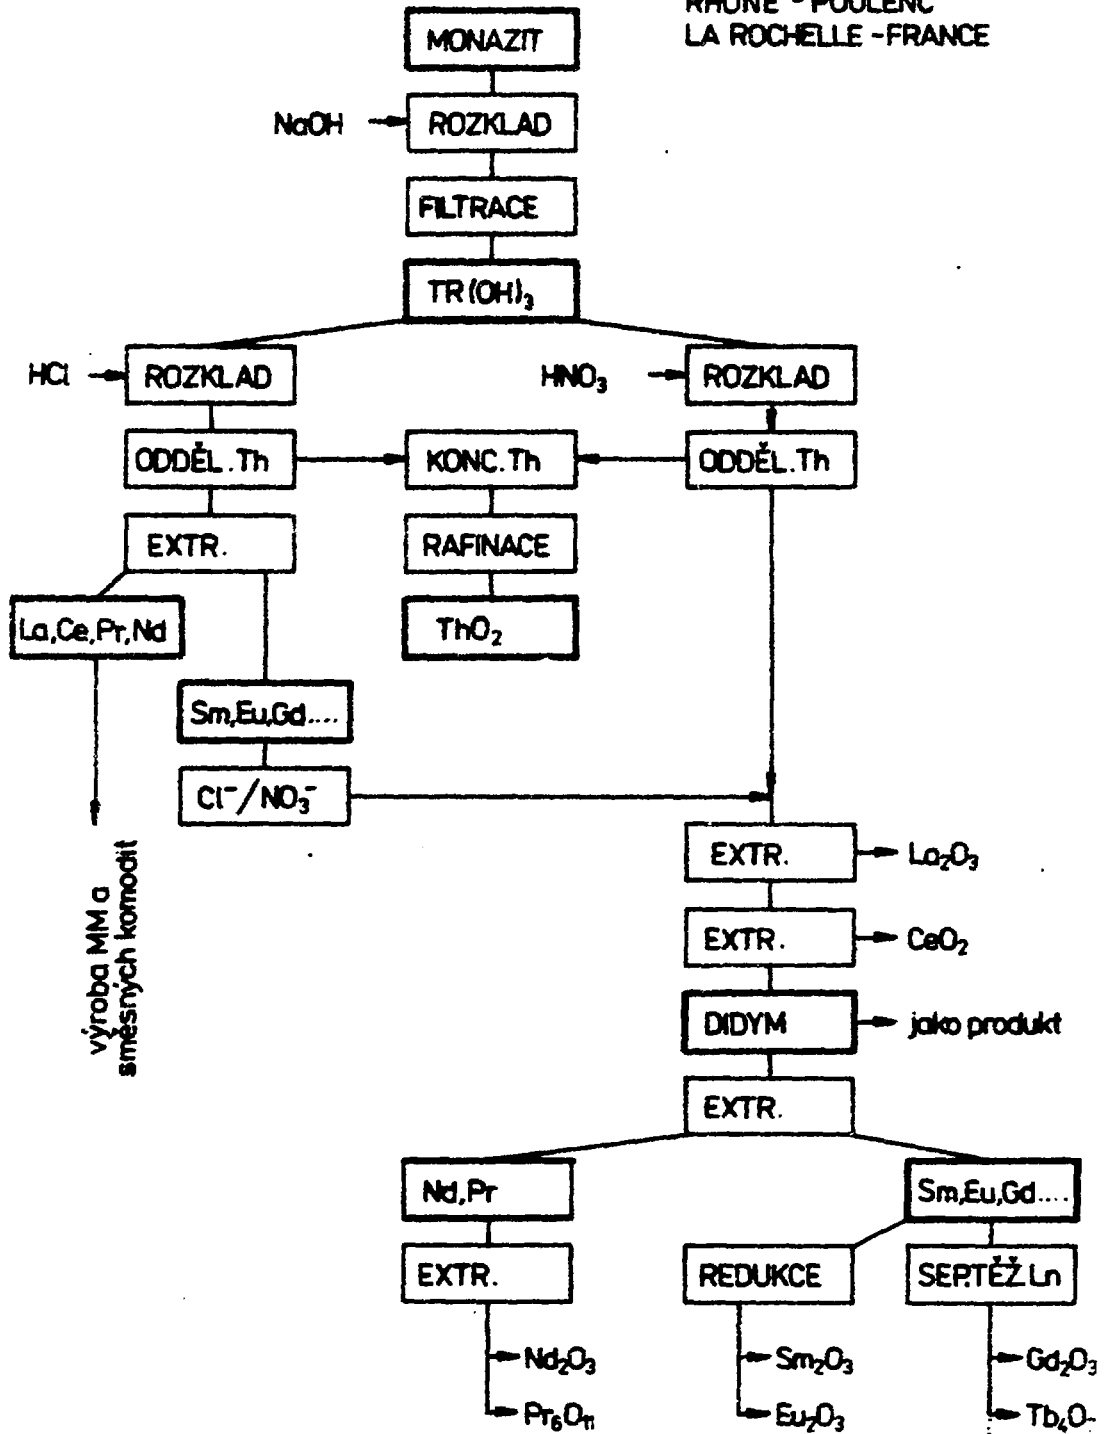 RHÔNE - POULENC
LA ROCHELLE - FRANCE
MONAZIT
NaOH
ROZKLAD
FILTRACE
TR(OH)₃
HCl
ROZKLAD
HNO₃
ROZKLAD
ODDĚL.Th
KONC.Th
ODDĚL.Th
EXTR.
RAFINACE
La,Ce,Pr,Nd
ThO₂
Sm,Eu,Gd....
Cl⁻/NO₃⁻
výroba MM a
směsných komodit
EXTR.
La₂O₃
EXTR.
CeO₂
DIDYM
jako produkt
EXTR.
Nd,Pr
Sm,Eu,Gd....
EXTR.
REDUKCE
SEP.TĚŽ.Ln
Nd₂O₃
Sm₂O₃
Gd₂O₃
Pr₆O₁₁
Eu₂O₃
Tb₄O